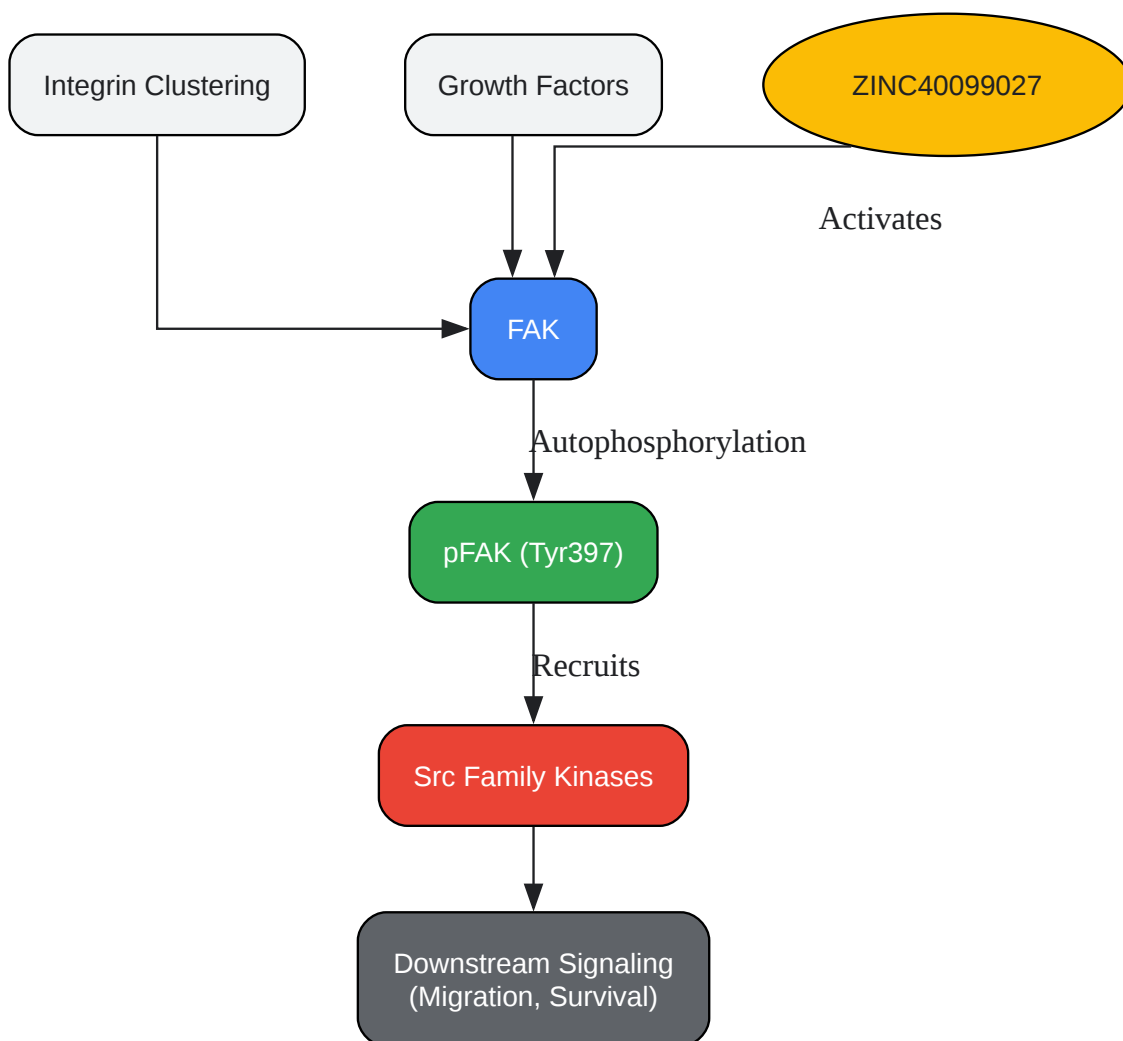 Integrin Clustering
Growth Factors
ZINC40099027
Activates
FAK
Autophosphorylation
pFAK (Tyr397)
Recruits
Src Family Kinases
Downstream Signaling
(Migration, Survival)